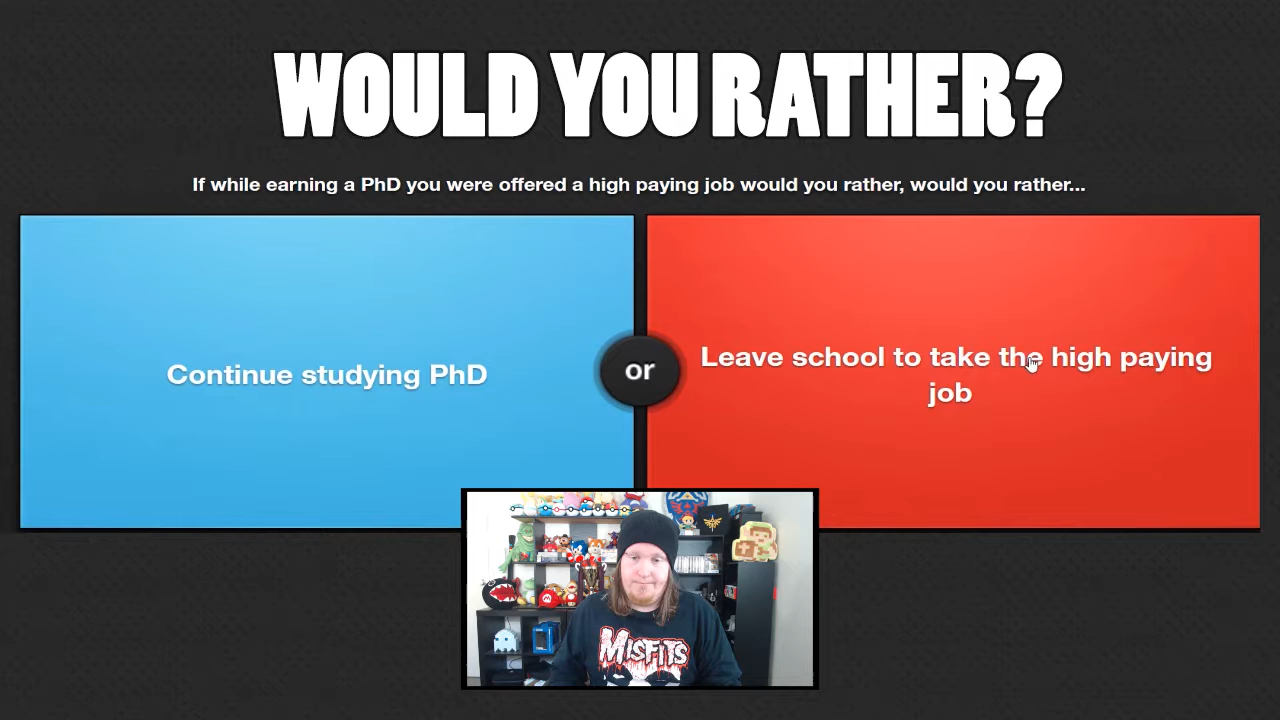 WOULD YOU RATHER?
If while earning a PhD you were offered a high paying job would you rather, would you rather...
Continue studying PhD
or
Leave school to take the high paying
job
MISFITS